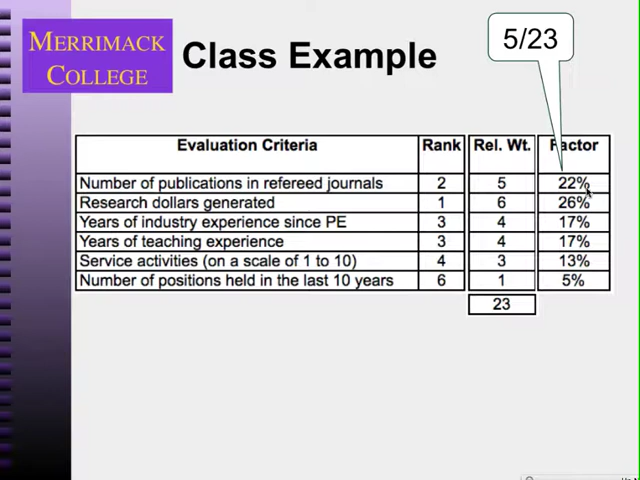 MERRIMACK
COLLEGE
Class Example
5/23
Evaluation Criteria Rank Rel. Wt. Factor
Number of publications in refereed journals 2 5 22%
Research dollars generated 1 6 26%
Years of industry experience since PE 3 4 17%
Years of teaching experience 3 4 17%
Service activities (on a scale of 1 to 10) 4 3 13%
Number of positions held in the last 10 years 6 1 5%
23